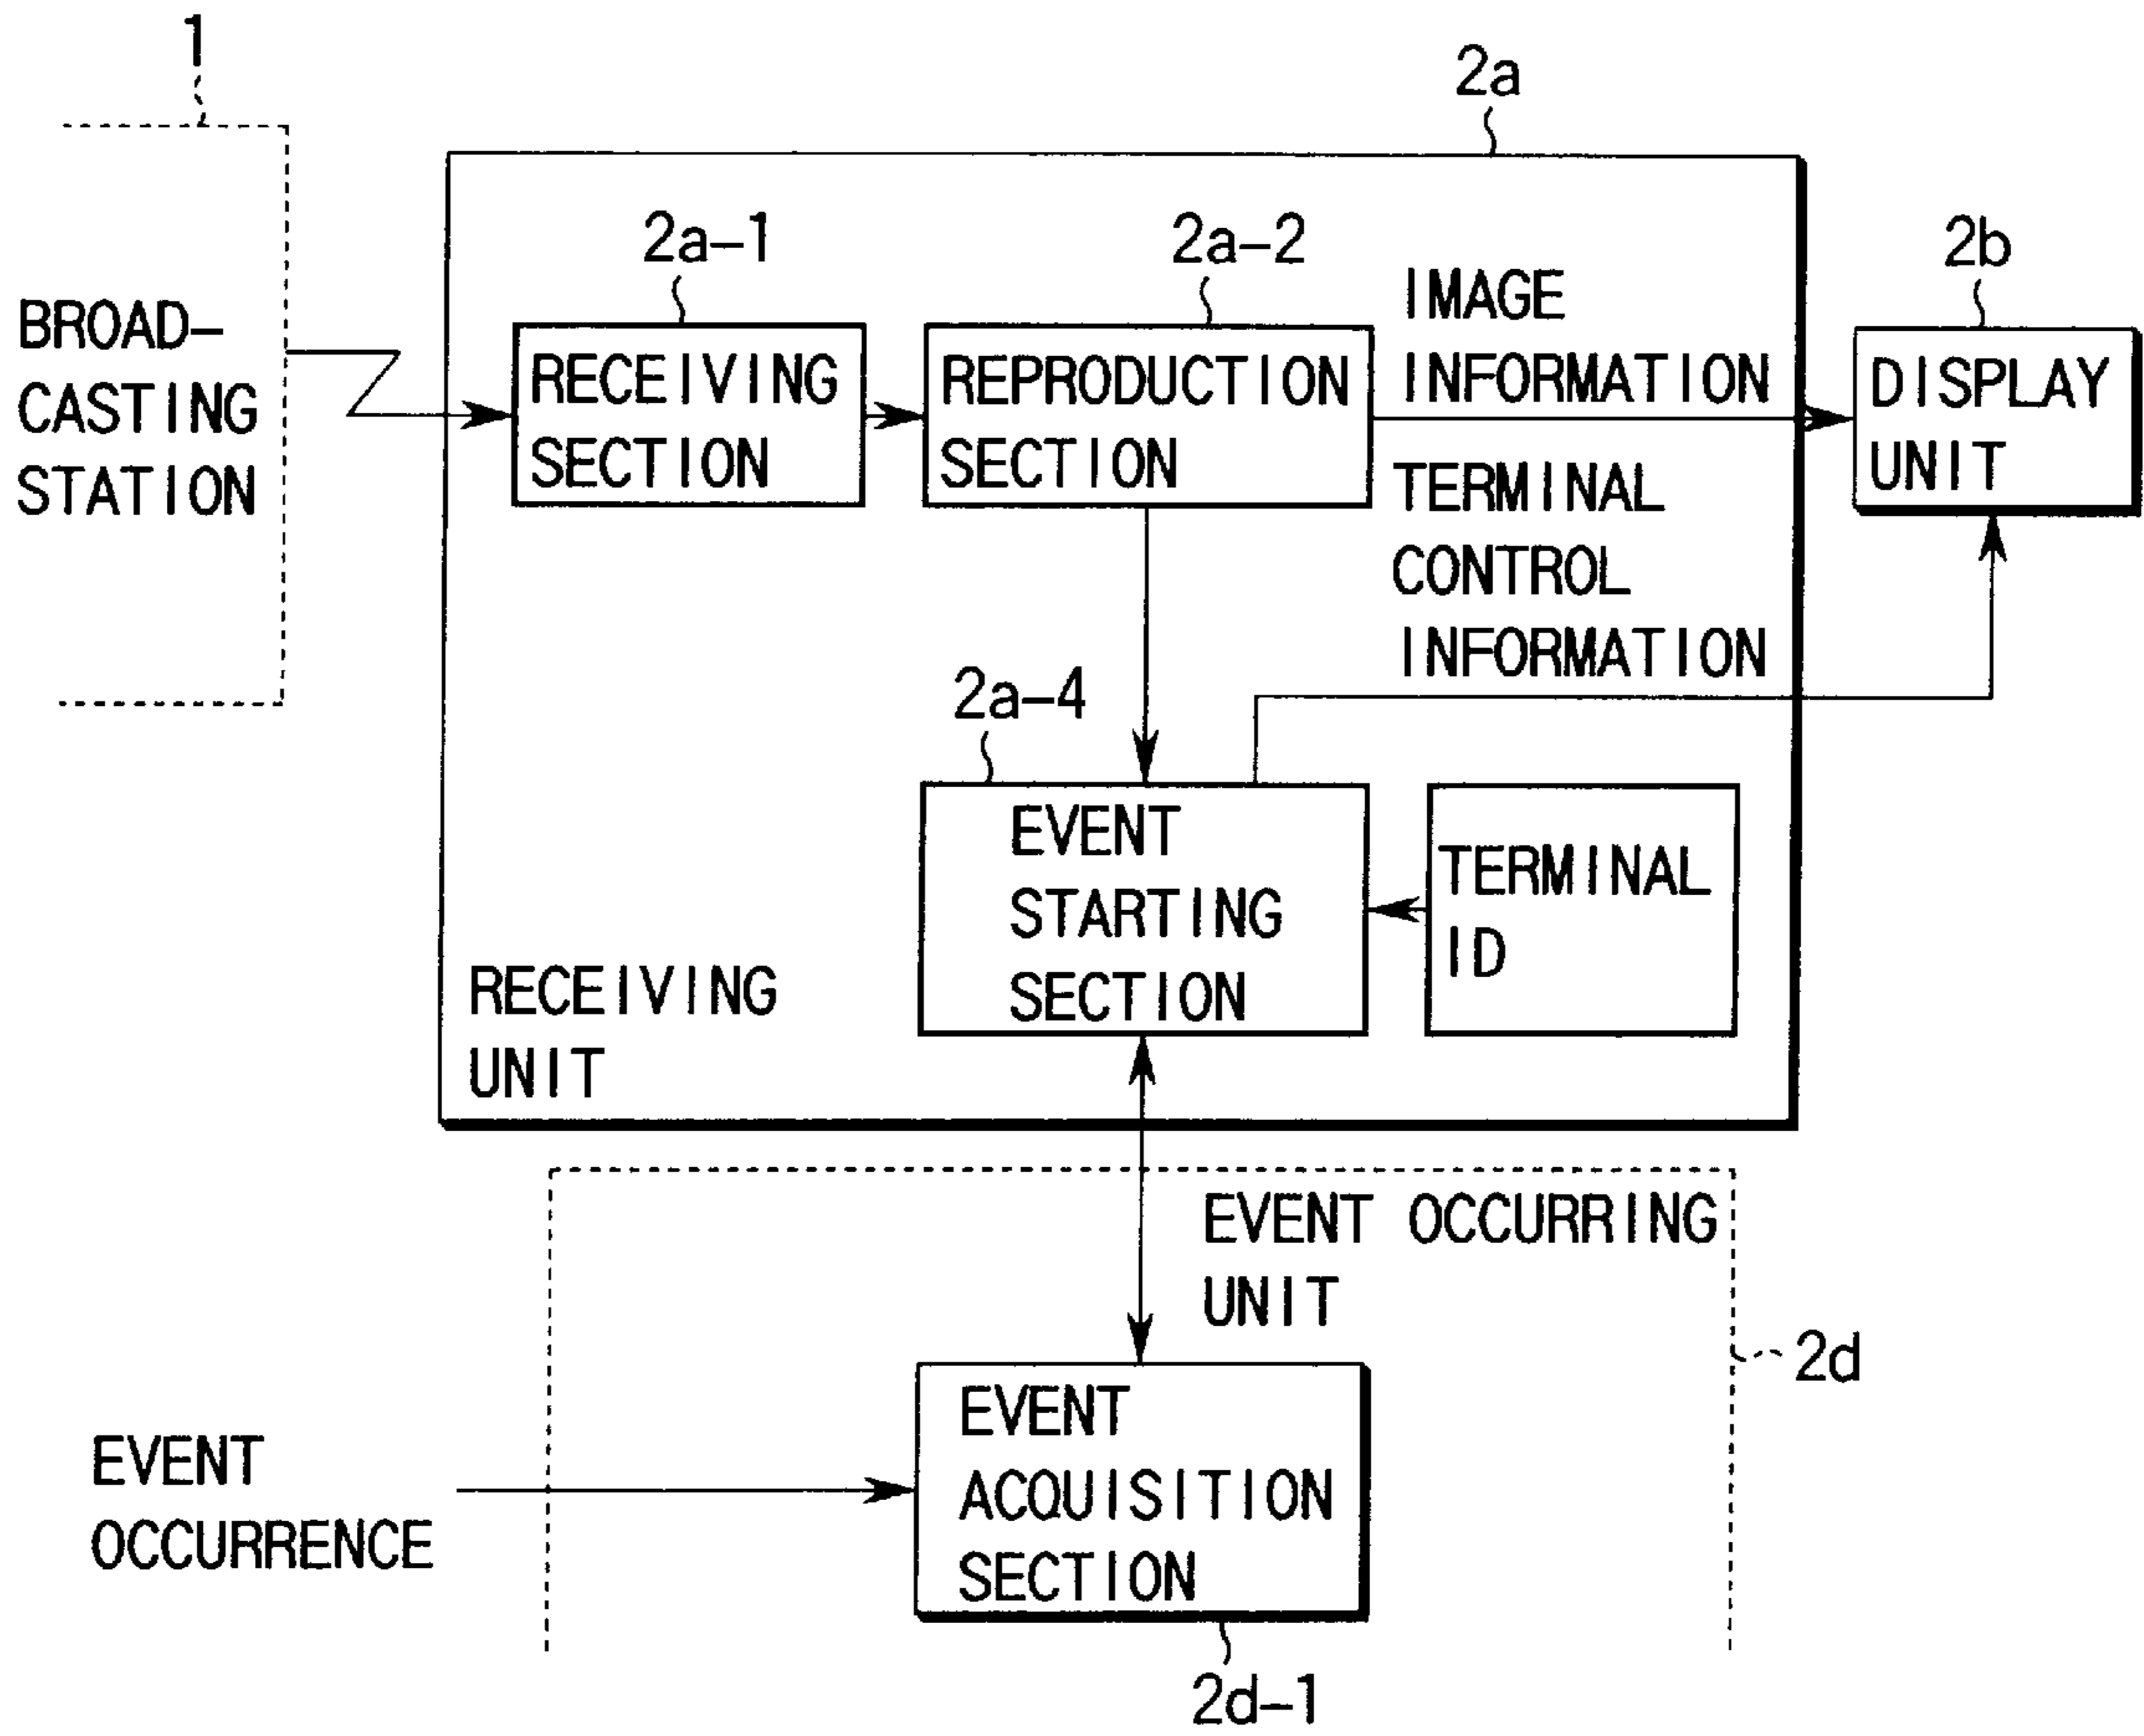 1
2a
2a-1
2a-2
2b
BROAD-
CASTING
STATION
RECEIVING
SECTION
REPRODUCTION
SECTION
IMAGE
INFORMATION
DISPLAY
UNIT
TERMINAL
CONTROL
INFORMATION
2a-4
EVENT
STARTING
SECTION
TERMINAL
ID
RECEIVING
UNIT
EVENT OCCURRING
UNIT
2d
EVENT
OCCURRENCE
EVENT
ACQUISITION
SECTION
2d-1